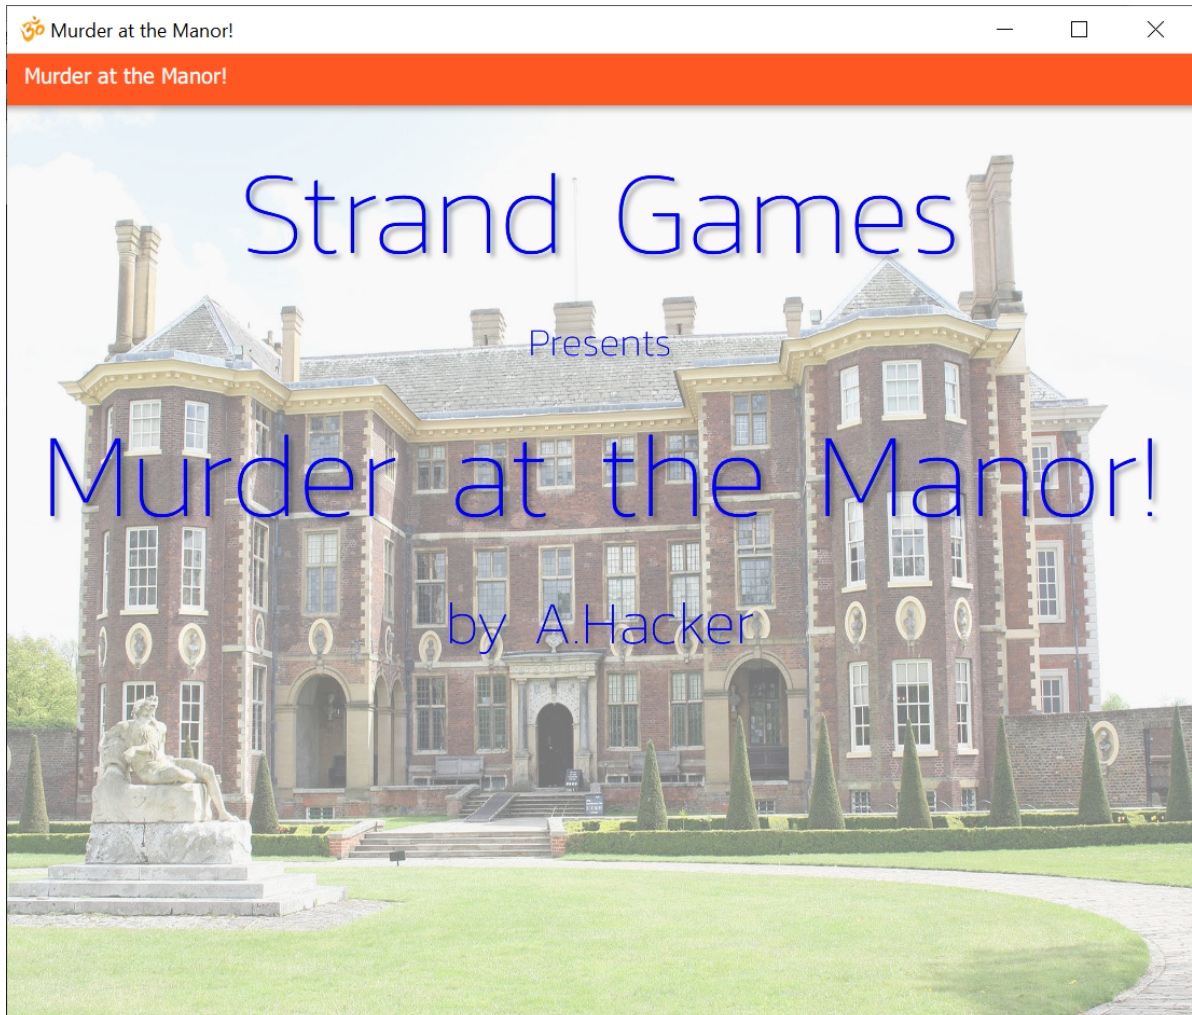 Murder at the Manor!
Murder at the Manor!
Strand Games
Presents
Murder at the Manor!
by A.Hacker